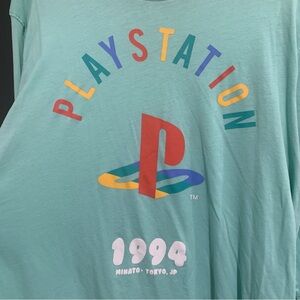 PLAYSTATION
P
TM
1994
MINATO · TOKYO, JP